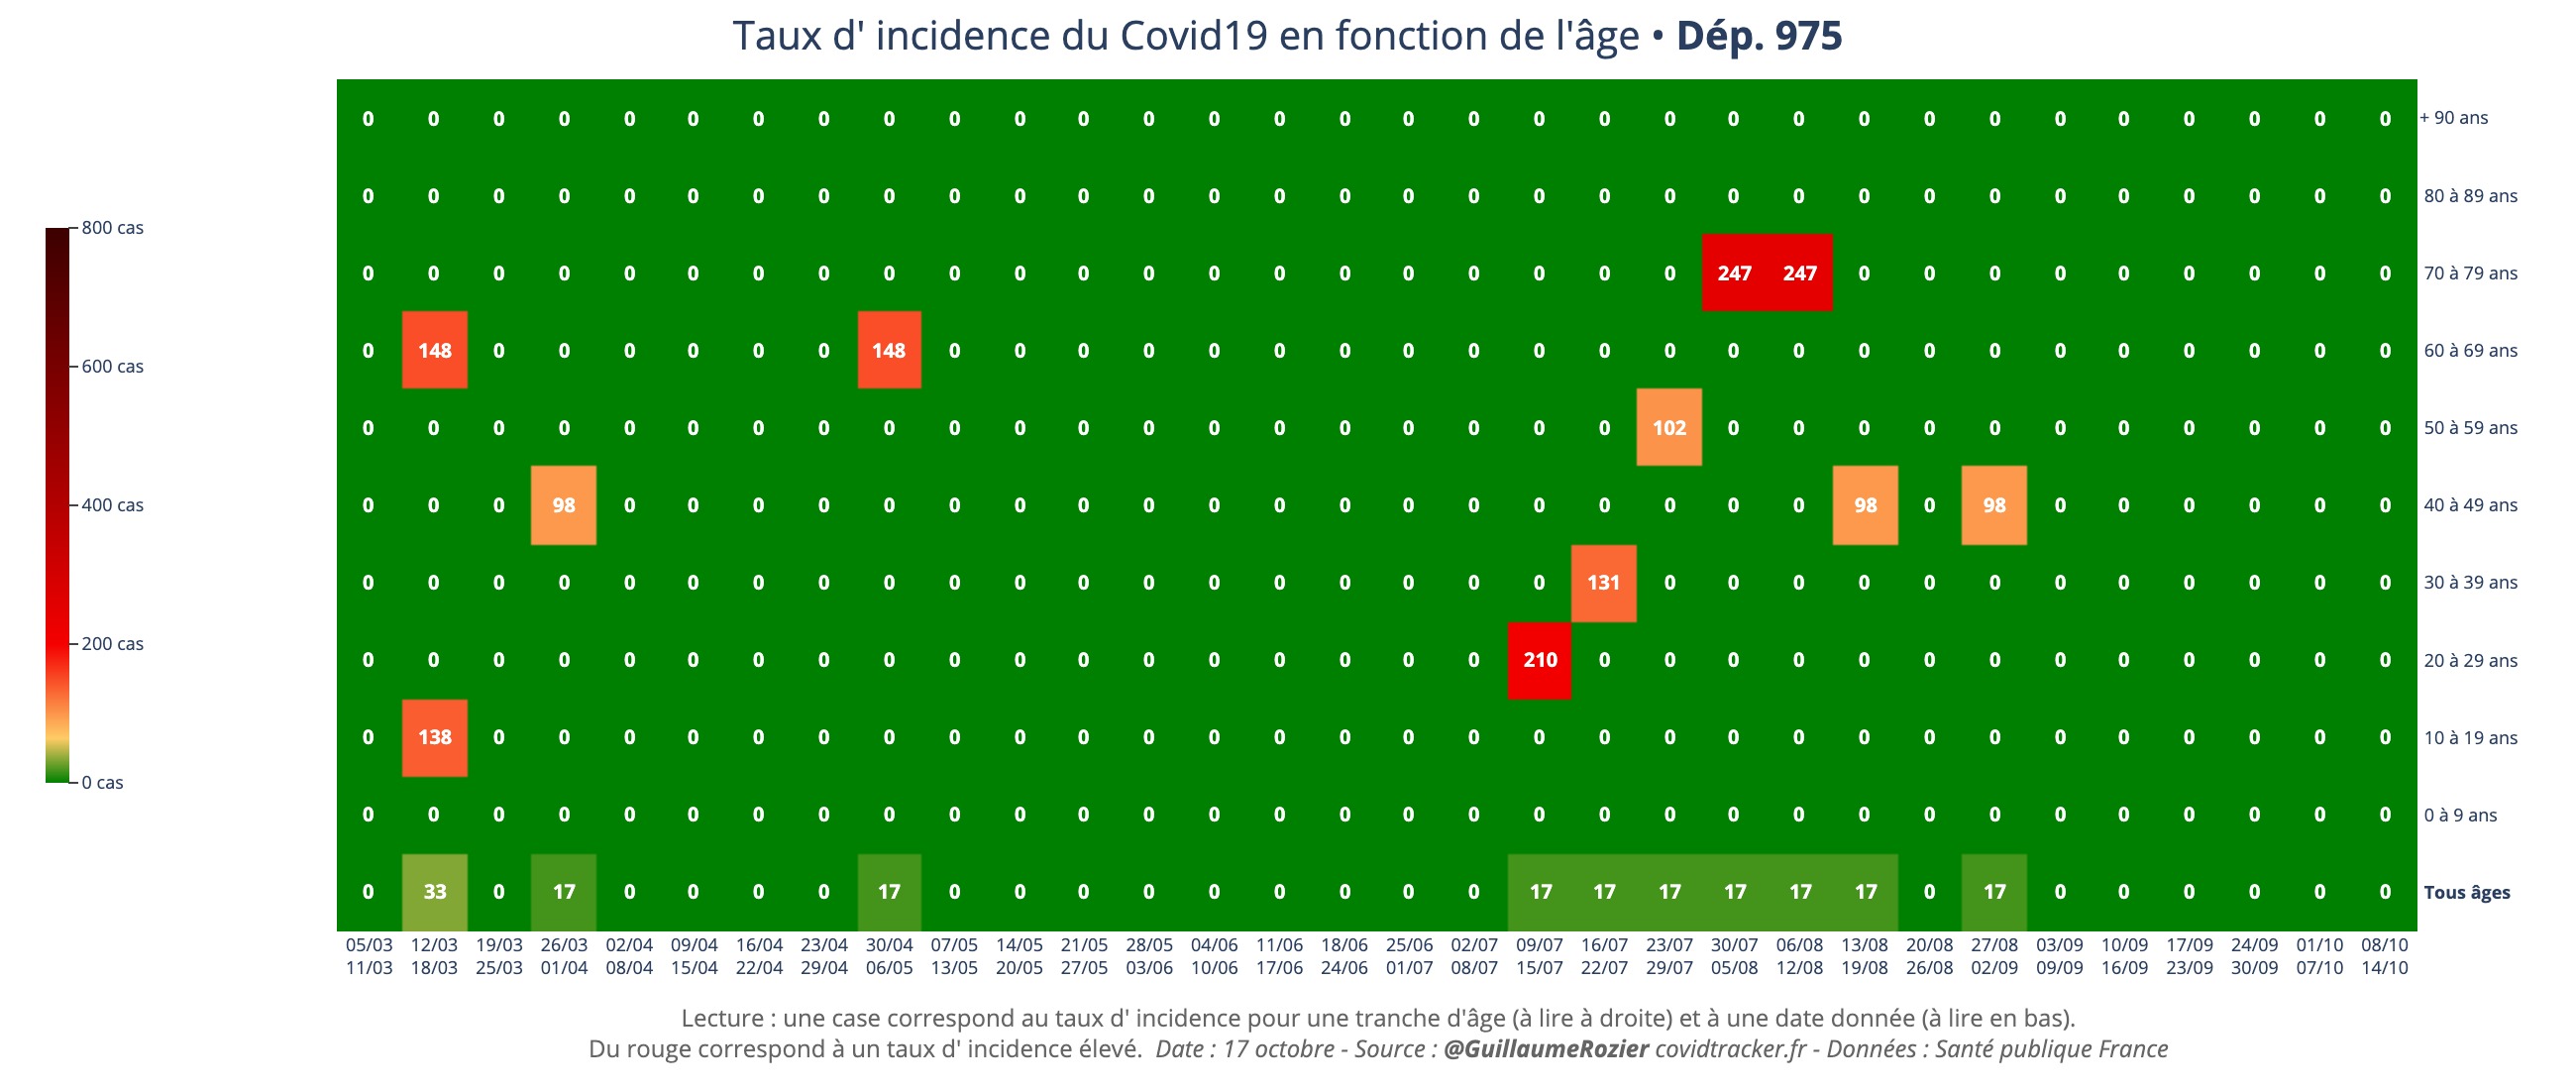 Taux d' incidence du Covid19 en fonction de l'âge • Dép. 975
0 0 0 0 0 0 0 0 0 0 0 0 0 0 0 0 0 0 0 0 0 0 0 0 0 0 0 0 0 0 0 0 + 90 ans
0 0 0 0 0 0 0 0 0 0 0 0 0 0 0 0 0 0 0 0 0 0 0 0 0 0 0 0 0 0 0 0 80 à 89 ans
800 cas
0 0 0 0 0 0 0 0 0 0 0 0 0 0 0 0 0 0 0 0 0 247 247 0 0 0 0 0 0 0 0 0 70 à 79 ans
0 148 0 0 0 0 0 0 148 0 0 0 0 0 0 0 0 0 0 0 0 0 0 0 0 0 0 0 0 0 0 0 60 à 69 ans
600 cas
0 0 0 0 0 0 0 0 0 0 0 0 0 0 0 0 0 0 0 0 102 0 0 0 0 0 0 0 0 0 0 0 50 à 59 ans
400 cas
0 0 0 98 0 0 0 0 0 0 0 0 0 0 0 0 0 0 0 0 0 0 0 98 0 98 0 0 0 0 0 0 40 à 49 ans
0 0 0 0 0 0 0 0 0 0 0 0 0 0 0 0 0 0 0 131 0 0 0 0 0 0 0 0 0 0 0 0 30 à 39 ans
200 cas
0 0 0 0 0 0 0 0 0 0 0 0 0 0 0 0 0 0 210 0 0 0 0 0 0 0 0 0 0 0 0 0 20 à 29 ans
0 138 0 0 0 0 0 0 0 0 0 0 0 0 0 0 0 0 0 0 0 0 0 0 0 0 0 0 0 0 0 0 10 à 19 ans
0 cas
0 0 0 0 0 0 0 0 0 0 0 0 0 0 0 0 0 0 0 0 0 0 0 0 0 0 0 0 0 0 0 0 0 à 9 ans
0 33 0 17 0 0 0 0 17 0 0 0 0 0 0 0 0 0 17 17 17 17 17 17 0 17 0 0 0 0 0 0 Tous âges
05/03 12/03 19/03 26/03 02/04 09/04 16/04 23/04 30/04 07/05 14/05 21/05 28/05 04/06 11/06 18/06 25/06 02/07 09/07 16/07 23/07 30/07 06/08 13/08 20/08 27/08 03/09 10/09 17/09 24/09 01/10 08/10
11/03 18/03 25/03 01/04 08/04 15/04 22/04 29/04 06/05 13/05 20/05 27/05 03/06 10/06 17/06 24/06 01/07 08/07 15/07 22/07 29/07 05/08 12/08 19/08 26/08 02/09 09/09 16/09 23/09 30/09 07/10 14/10
Lecture : une case correspond au taux d' incidence pour une tranche d'âge (à lire à droite) et à une date donnée (à lire en bas).
Du rouge correspond à un taux d' incidence élevé. Date : 17 octobre - Source : @GuillaumeRozier covidtracker.fr - Données : Santé publique France